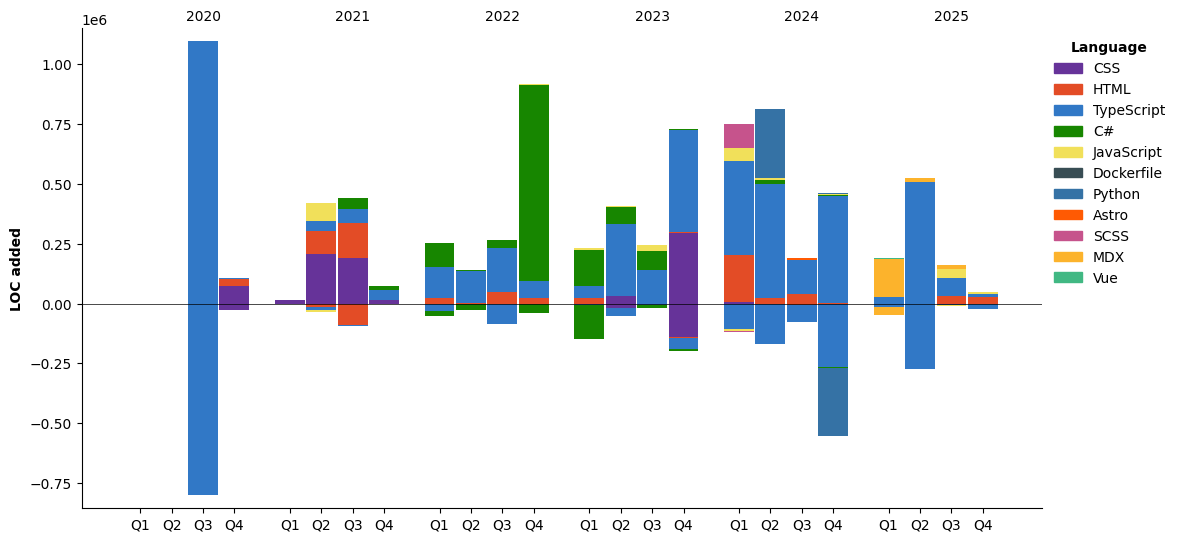 2020 2021 2022 2023 2024 2025
1e6
LOC added
1.00
0.75
0.50
0.25
0.00
−0.25
−0.50
−0.75
Q1 Q2 Q3 Q4 Q1 Q2 Q3 Q4 Q1 Q2 Q3 Q4 Q1 Q2 Q3 Q4 Q1 Q2 Q3 Q4 Q1 Q2 Q3 Q4
Language
CSS
HTML
TypeScript
C#
JavaScript
Dockerfile
Python
Astro
SCSS
MDX
Vue